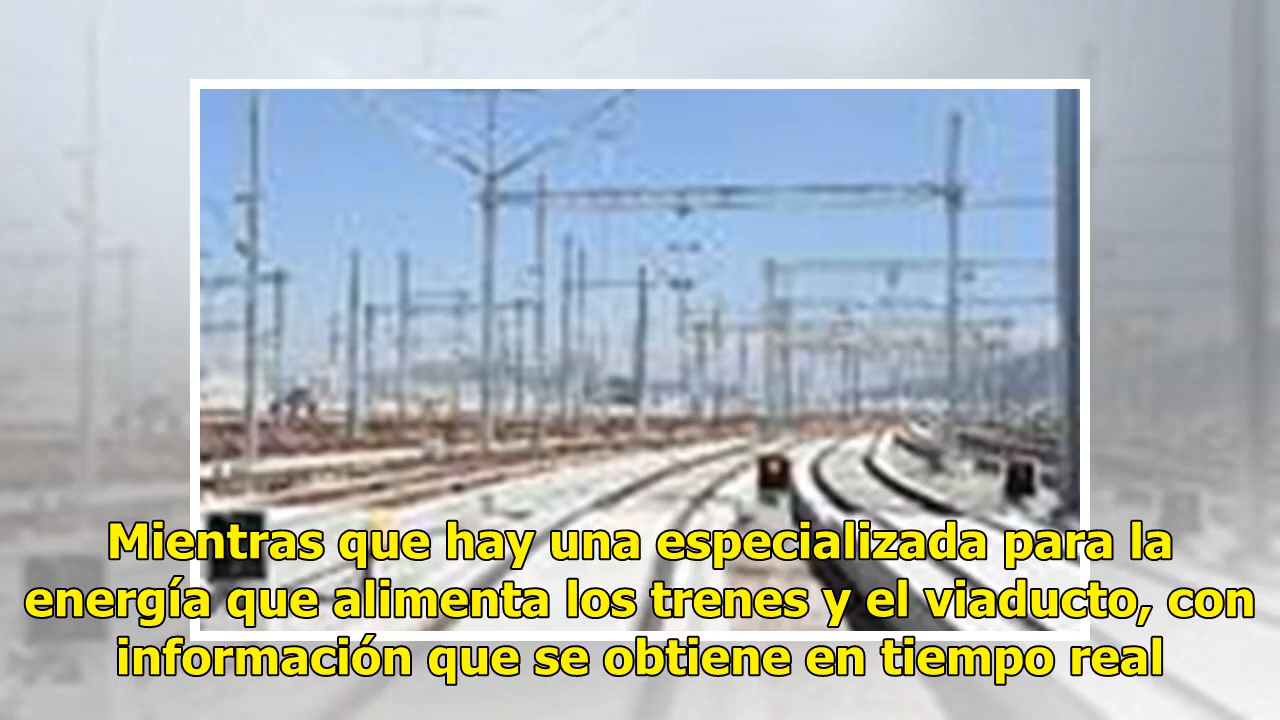 Mientras que hay una especializada para la
energía que alimenta los trenes y el viaducto, con
información que se obtiene en tiempo real